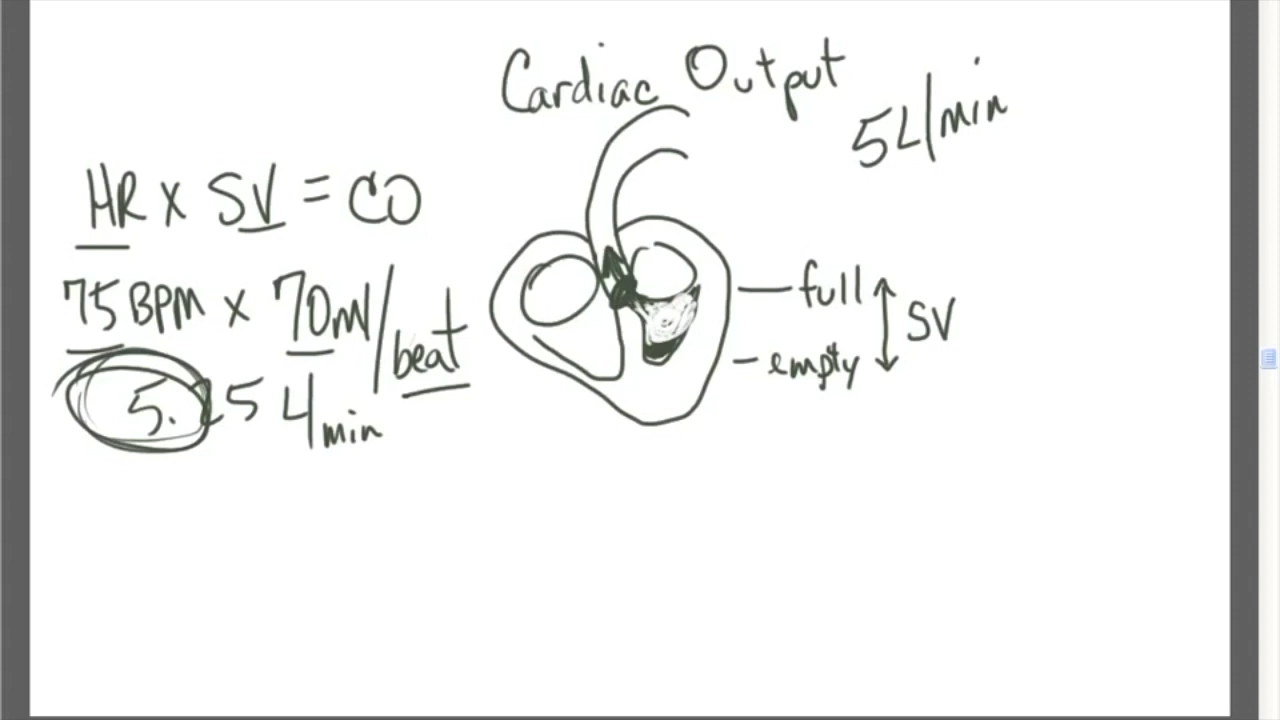 Cardiac Output
5L/min
HR x SV = CO
75 BPM x 70ml/beat
5.25 L/min
full
SV
empty